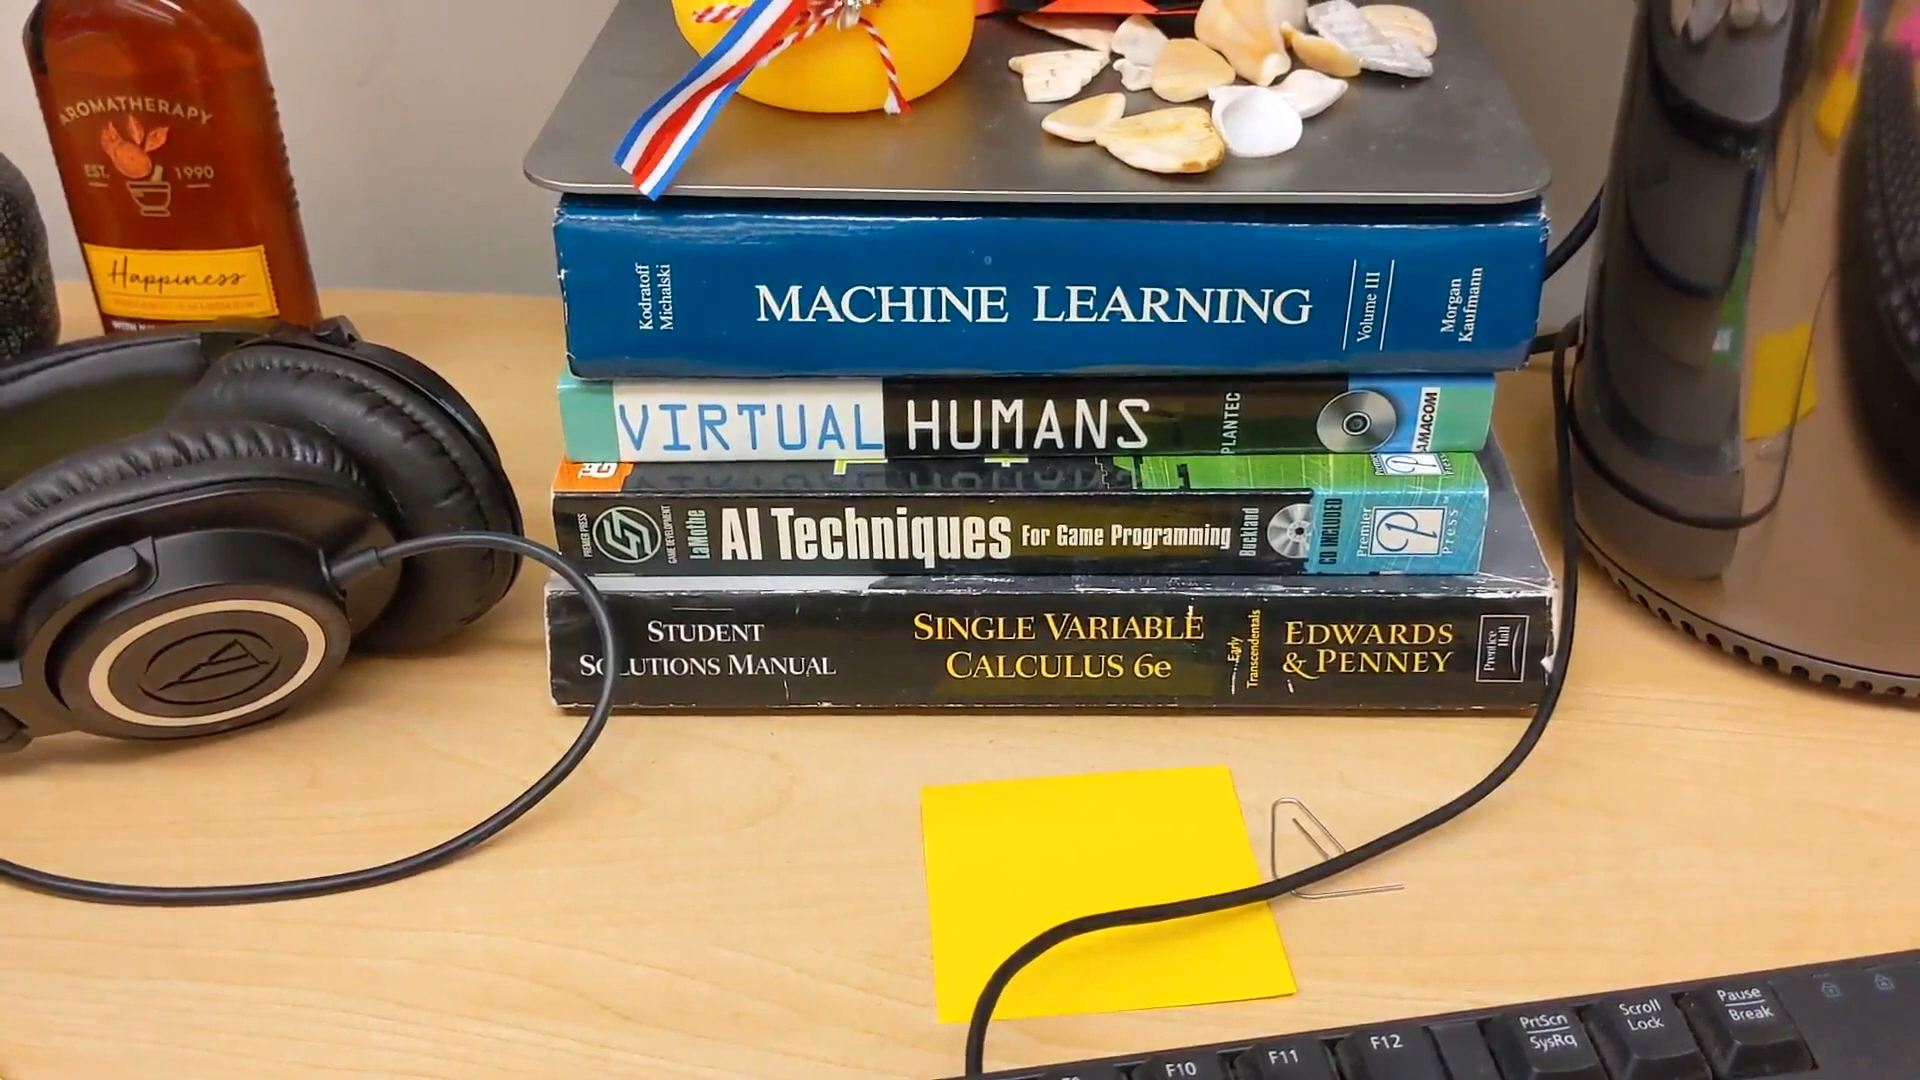 AROMATHERAPY
EST. 1990
Happiness
Kodratoff
Michalski
MACHINE LEARNING
Volume III
Morgan
Kaufmann
VIRTUAL HUMANS
PLANTEC
AMACOM
PREMIER PRESS
GAME DEVELOPMENT
LaMothe
AI Techniques For Game Programming
Buckland
CD INCLUDED
Premier
P
Press
STUDENT
SOLUTIONS MANUAL
SINGLE VARIABLE
CALCULUS 6e
Early
Transcendentals
EDWARDS
& PENNEY
Prentice
Hall
F10
F11
F12
PrtScn
SysRq
Scroll
Lock
Pause
Break